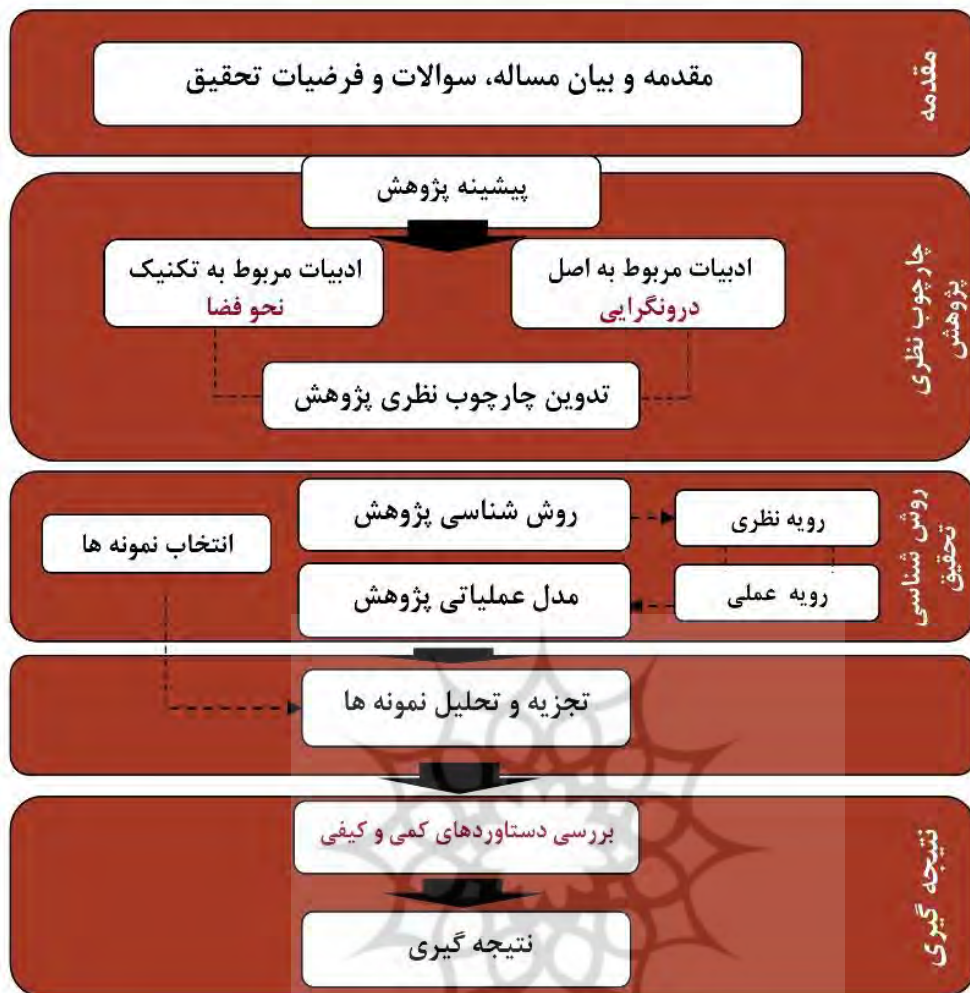 مقدمه
مقدمه و بیان مساله، سوالات و فرضیات تحقیق
چارچوب نظری
پژوهش
پیشینه پژوهش
ادبیات مربوط به اصل
درونگرایی
ادبیات مربوط به تکنیک
نحو فضا
تدوین چارچوب نظری پژوهش
روش شناسی
تحقیق
روش شناسی پژوهش
رویه نظری
انتخاب نمونه ها
رویه عملی
مدل عملیاتی پژوهش
تجزیه و تحلیل نمونه ها
نتیجه گیری
بررسی دستاوردهای کمی و کیفی
نتیجه گیری